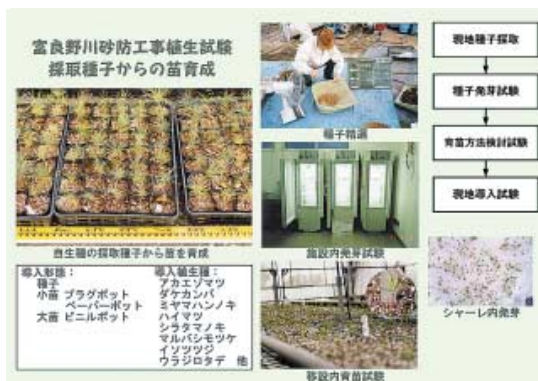 富良野川砂防工事植生試験
採取種子からの苗育成
自生種の採取種子から苗を育成
導入形態：
種子
小苗 プラグポット
ペーパーポット
大苗 ビニルポット
導入植生種：
アカエゾマツ
ダケカンバ
ミヤマハンノキ
ハイマツ
シラタマノキ
マルバシモツケ
イソツツジ
ウラジロタデ 他
種子精選
施設内発芽試験
移設内育苗試験
現地種子採取
種子発芽試験
育苗方法検討試験
現地導入試験
シャーレ内発芽